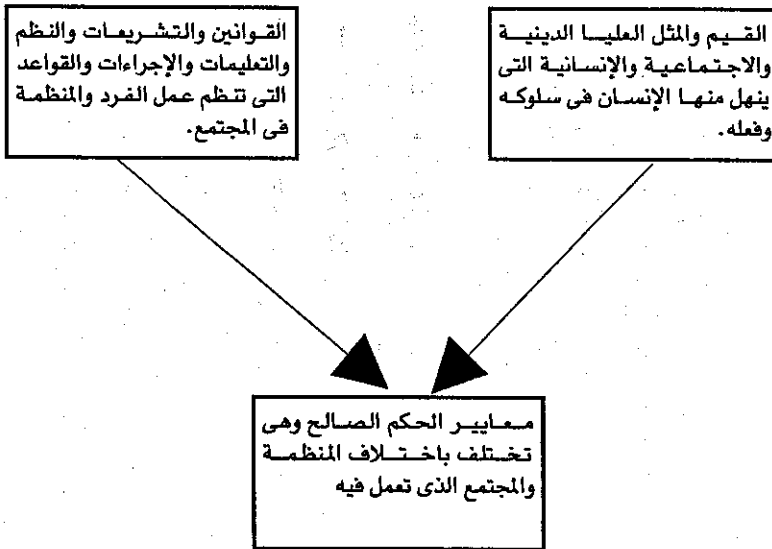 القيم والمثل العليا الدينية
والاجتماعية والإنسانية التى
ينهل منها الإنسان فى سلوكه
وفعله.
القوانين والتشريعات والنظم
والتعليمات والإجراءات والقواعد
التى تنظم عمل الفرد والمنظمة
فى المجتمع.
معايير الحكم الصالح وهى
تختلف باختلاف المنظمة
والمجتمع الذى تعمل فيه